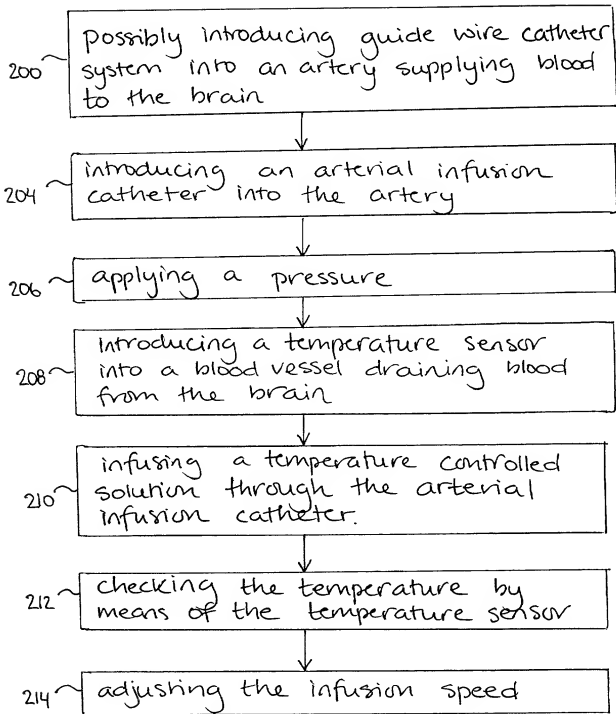 possibly introducing guide wire catheter
200 system into an artery supplying blood
to the brain
introducing an arterial infusion
204 catheter into the artery
206 applying a pressure
introducing a temperature sensor
208 into a blood vessel draining blood
from the brain
infusing a temperature controlled
210 solution through the arterial
infusion catheter.
checking the temperature by
212 means of the temperature sensor
214 adjusting the infusion speed